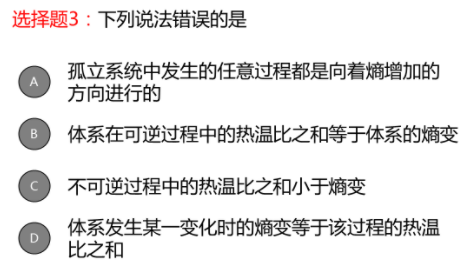 选择题3：下列说法错误的是
A 孤立系统中发生的任意过程都是向着熵增加的
方向进行的
B 体系在可逆过程中的热温比之和等于体系的熵变
C 不可逆过程中的热温比之和小于熵变
D 体系发生某一变化时的熵变等于该过程的热温
比之和